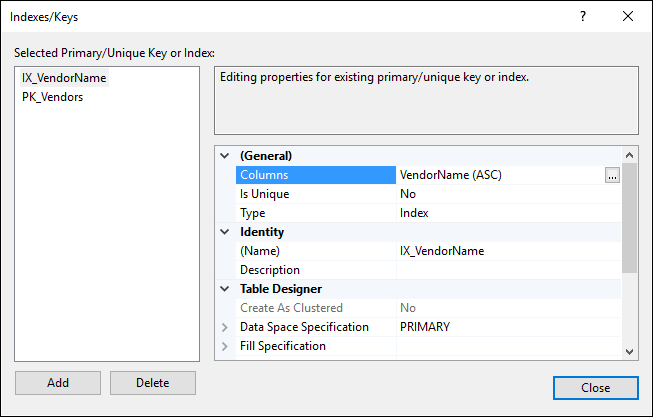 Indexes/Keys
Selected Primary/Unique Key or Index:
IX_VendorName
PK_Vendors
Editing properties for existing primary/unique key or index.
(General)
Columns VendorName (ASC) ...
Is Unique No
Type Index
Identity
(Name) IX_VendorName
Description
Table Designer
Create As Clustered No
Data Space Specification PRIMARY
Fill Specification
Add Delete
Close